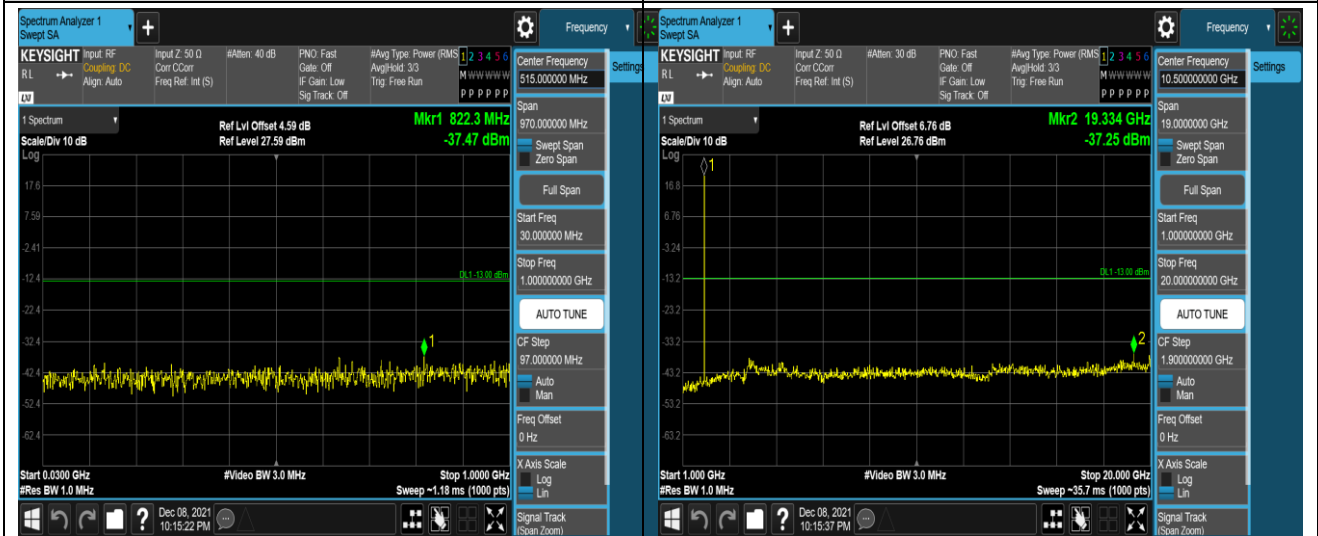 Spectrum Analyzer 1
Swept SA
+
Frequency
KEYSIGHT
RL
LXI
Input: RF
Coupling: DC
Align: Auto
Input Z: 50 Ω
Corr CCorr
Freq Ref: Int (S)
#Atten: 40 dB
PNO: Fast
Gate: Off
IF Gain: Low
Sig Track: Off
#Avg Type: Power (RMS
Avg|Hold: 3/3
Trig: Free Run
1 2 3 4 5 6
M W W W W W
P P P P P P
Center Frequency
515.000000 MHz
Settings
1 Spectrum
Scale/Div 10 dB
Log
Ref Lvl Offset 4.59 dB
Ref Level 27.59 dBm
Mkr1 822.3 MHz
-37.47 dBm
17.6
7.59
-2.41
-12.4
-22.4
-32.4
-42.4
-52.4
-62.4
DL1 -13.00 dBm
1
Start 0.0300 GHz
#Res BW 1.0 MHz
#Video BW 3.0 MHz
Stop 1.0000 GHz
Sweep ~1.18 ms (1000 pts)
Span
970.000000 MHz
Swept Span
Zero Span
Full Span
Start Freq
30.000000 MHz
Stop Freq
1.000000000 GHz
AUTO TUNE
CF Step
97.000000 MHz
Auto
Man
Freq Offset
0 Hz
X Axis Scale
Log
Lin
Signal Track
(Span Zoom)
?
Dec 08, 2021
10:15:22 PM
Spectrum Analyzer 1
Swept SA
+
Frequency
KEYSIGHT
RL
LXI
Input: RF
Coupling: DC
Align: Auto
Input Z: 50 Ω
Corr CCorr
Freq Ref: Int (S)
#Atten: 30 dB
PNO: Fast
Gate: Off
IF Gain: Low
Sig Track: Off
#Avg Type: Power (RMS
Avg|Hold: 3/3
Trig: Free Run
1 2 3 4 5 6
M W W W W W
P P P P P P
Center Frequency
10.500000000 GHz
Settings
1 Spectrum
Scale/Div 10 dB
Log
Ref Lvl Offset 6.76 dB
Ref Level 26.76 dBm
Mkr2 19.334 GHz
-37.25 dBm
1
16.8
6.76
-3.24
-13.2
-23.2
-33.2
-43.2
-53.2
-63.2
DL1 -13.00 dBm
2
Start 1.000 GHz
#Res BW 1.0 MHz
#Video BW 3.0 MHz
Stop 20.000 GHz
Sweep ~35.7 ms (1000 pts)
Span
19.0000000 GHz
Swept Span
Zero Span
Full Span
Start Freq
1.000000000 GHz
Stop Freq
20.000000000 GHz
AUTO TUNE
CF Step
1.900000000 GHz
Auto
Man
Freq Offset
0 Hz
X Axis Scale
Log
Lin
Signal Track
(Span Zoom)
?
Dec 08, 2021
10:15:37 PM